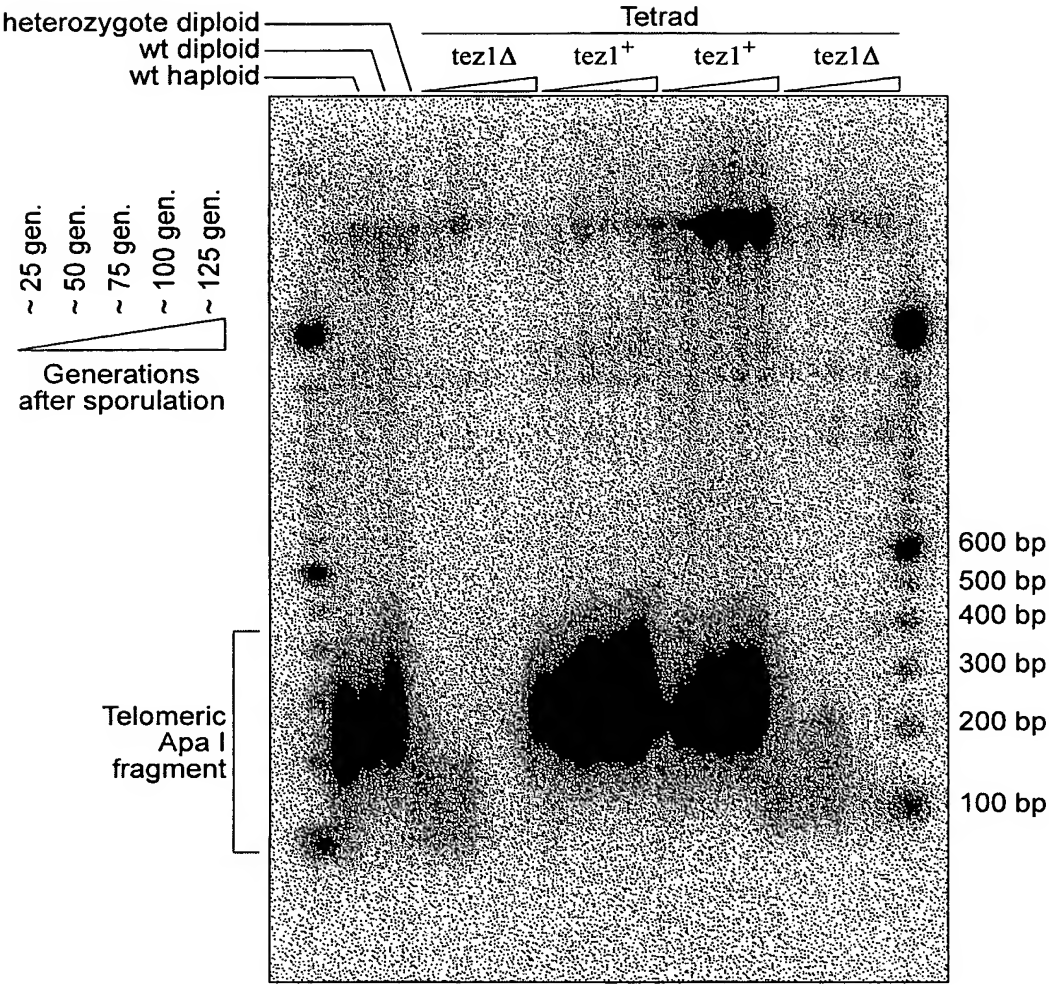 heterozygote diploid
wt diploid
wt haploid
Tetrad
tez1Δ
tez1+
tez1+
tez1Δ
~ 25 gen.
~ 50 gen.
~ 75 gen.
~ 100 gen.
~ 125 gen.
Generations
after sporulation
Telomeric
Apa I
fragment
600 bp
500 bp
400 bp
300 bp
200 bp
100 bp